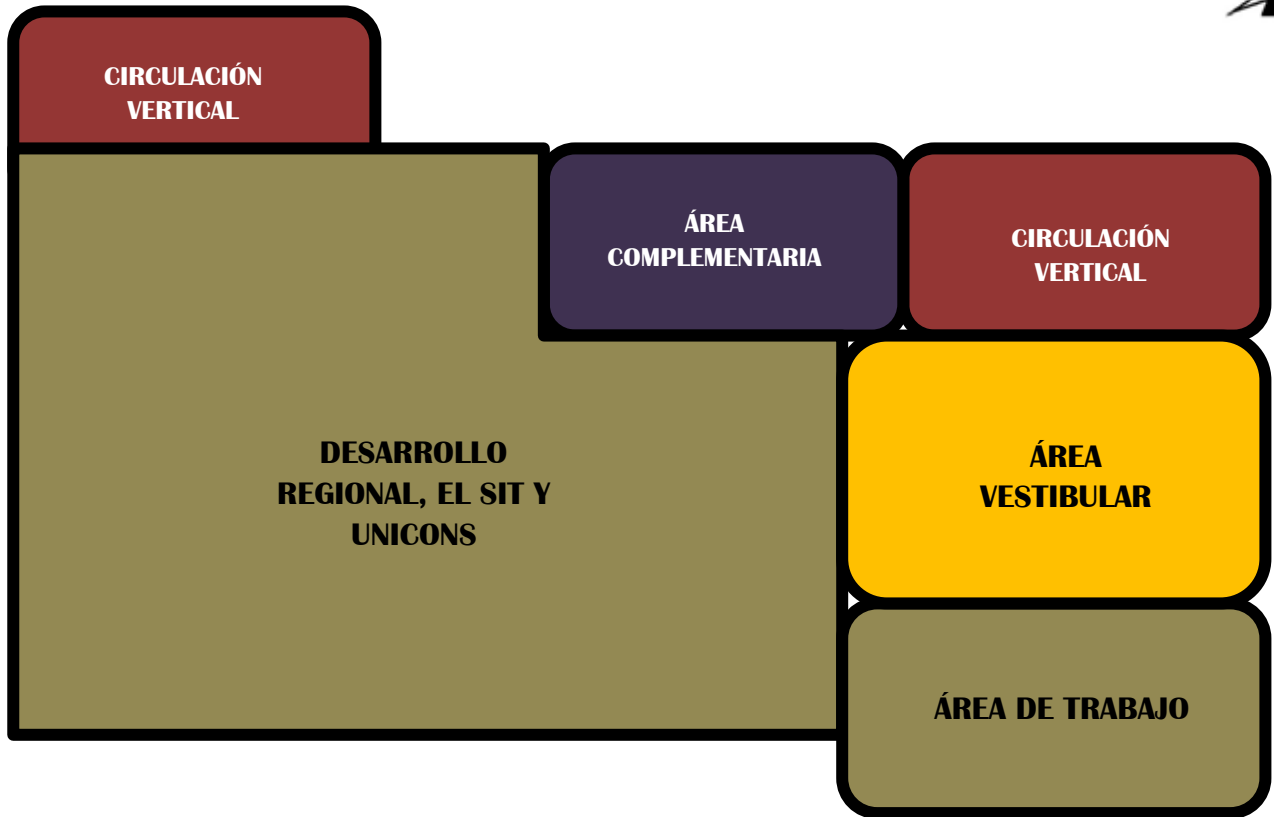 CIRCULACIÓN
VERTICAL
ÁREA
COMPLEMENTARIA
CIRCULACIÓN
VERTICAL
DESARROLLO
REGIONAL, EL SIT Y
UNICONS
ÁREA
VESTIBULAR
ÁREA DE TRABAJO